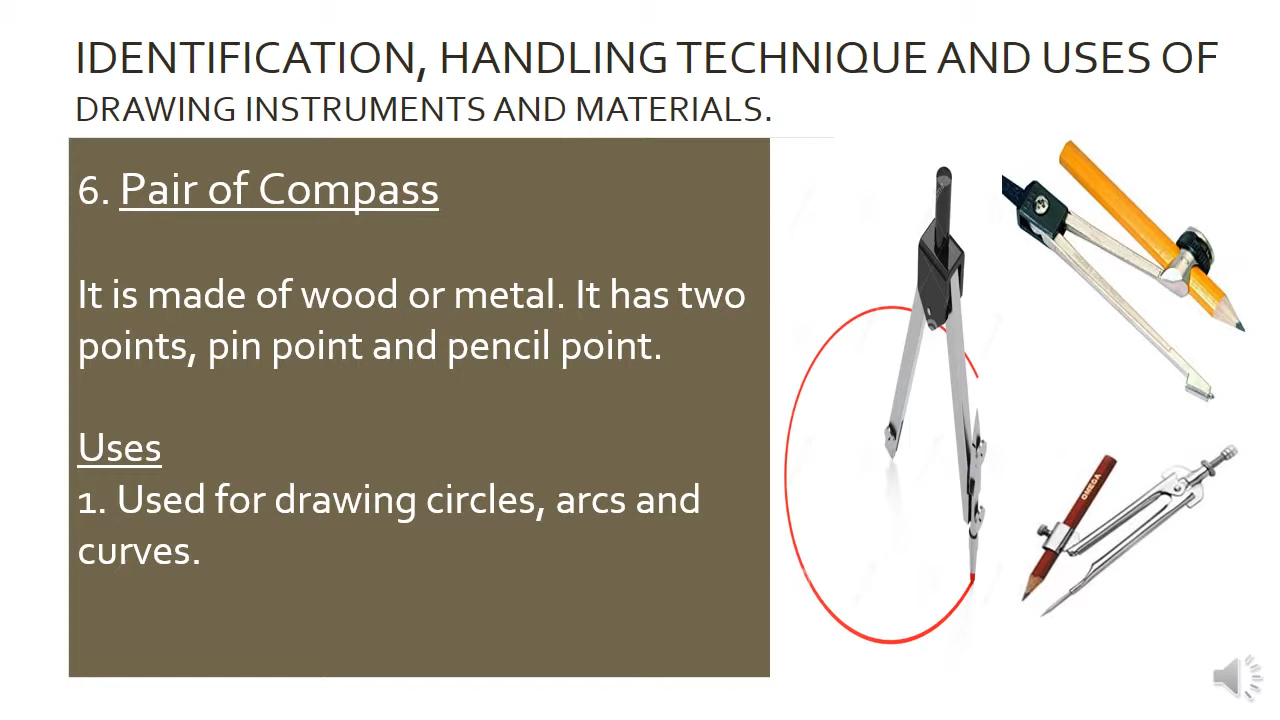 IDENTIFICATION, HANDLING TECHNIQUE AND USES OF
DRAWING INSTRUMENTS AND MATERIALS.
6. Pair of Compass
It is made of wood or metal. It has two
points, pin point and pencil point.
Uses
1. Used for drawing circles, arcs and
curves.
OMEGA